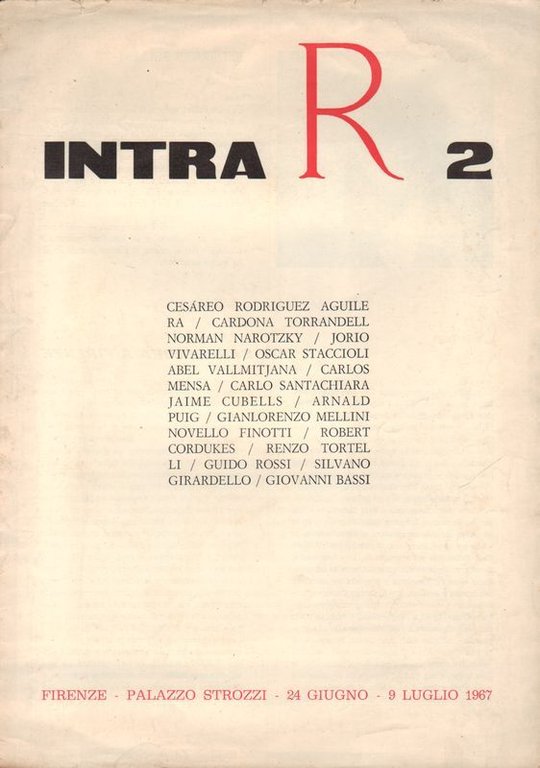 INTRA R 2
CESÁREO RODRIGUEZ AGUILE
RA / CARDONA TORRANDELL
NORMAN NAROTZKY / JORIO
VIVARELLI / OSCAR STACCIOLI
ABEL VALLMITJANA / CARLOS
MENSA / CARLO SANTACHIARA
JAIME CUBELLS / ARNALD
PUIG / GIANLORENZO MELLINI
NOVELLO FINOTTI / ROBERT
CORDUKES / RENZO TORTEL
LI / GUIDO ROSSI / SILVANO
GIRARDELLO / GIOVANNI BASSI
FIRENZE - PALAZZO STROZZI - 24 GIUGNO - 9 LUGLIO 1967